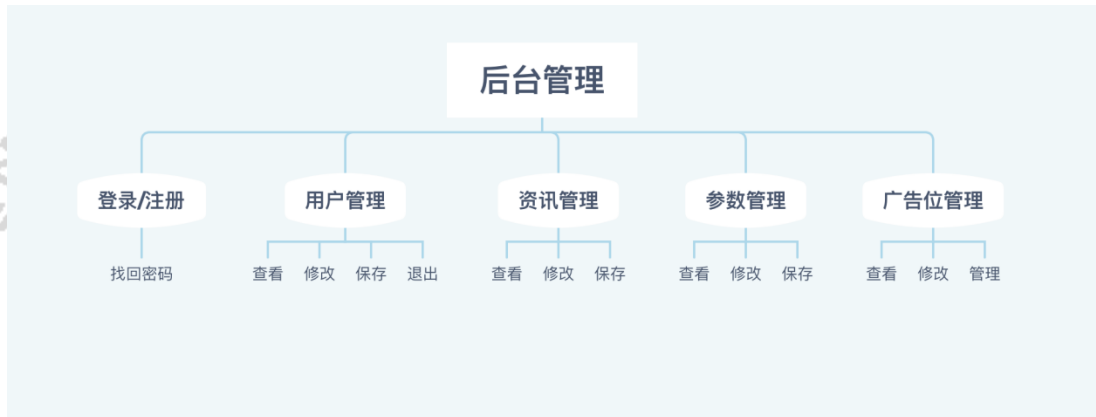 后台管理
登录/注册 用户管理 资讯管理 参数管理 广告位管理
找回密码 查看 修改 保存 退出 查看 修改 保存 查看 修改 保存 查看 修改 管理